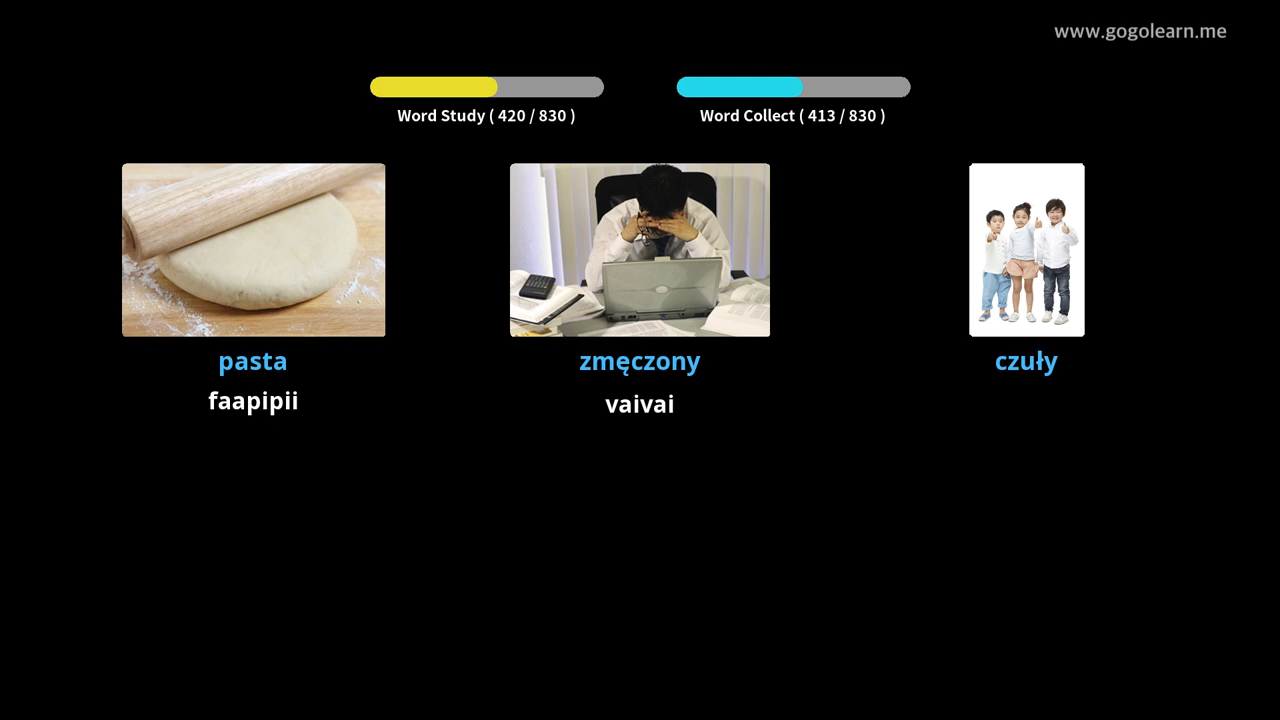 www.gogolearn.me
Word Study ( 420 / 830 )
Word Collect ( 413 / 830 )
pasta
faapipii
zmęczony
vaivai
czuły